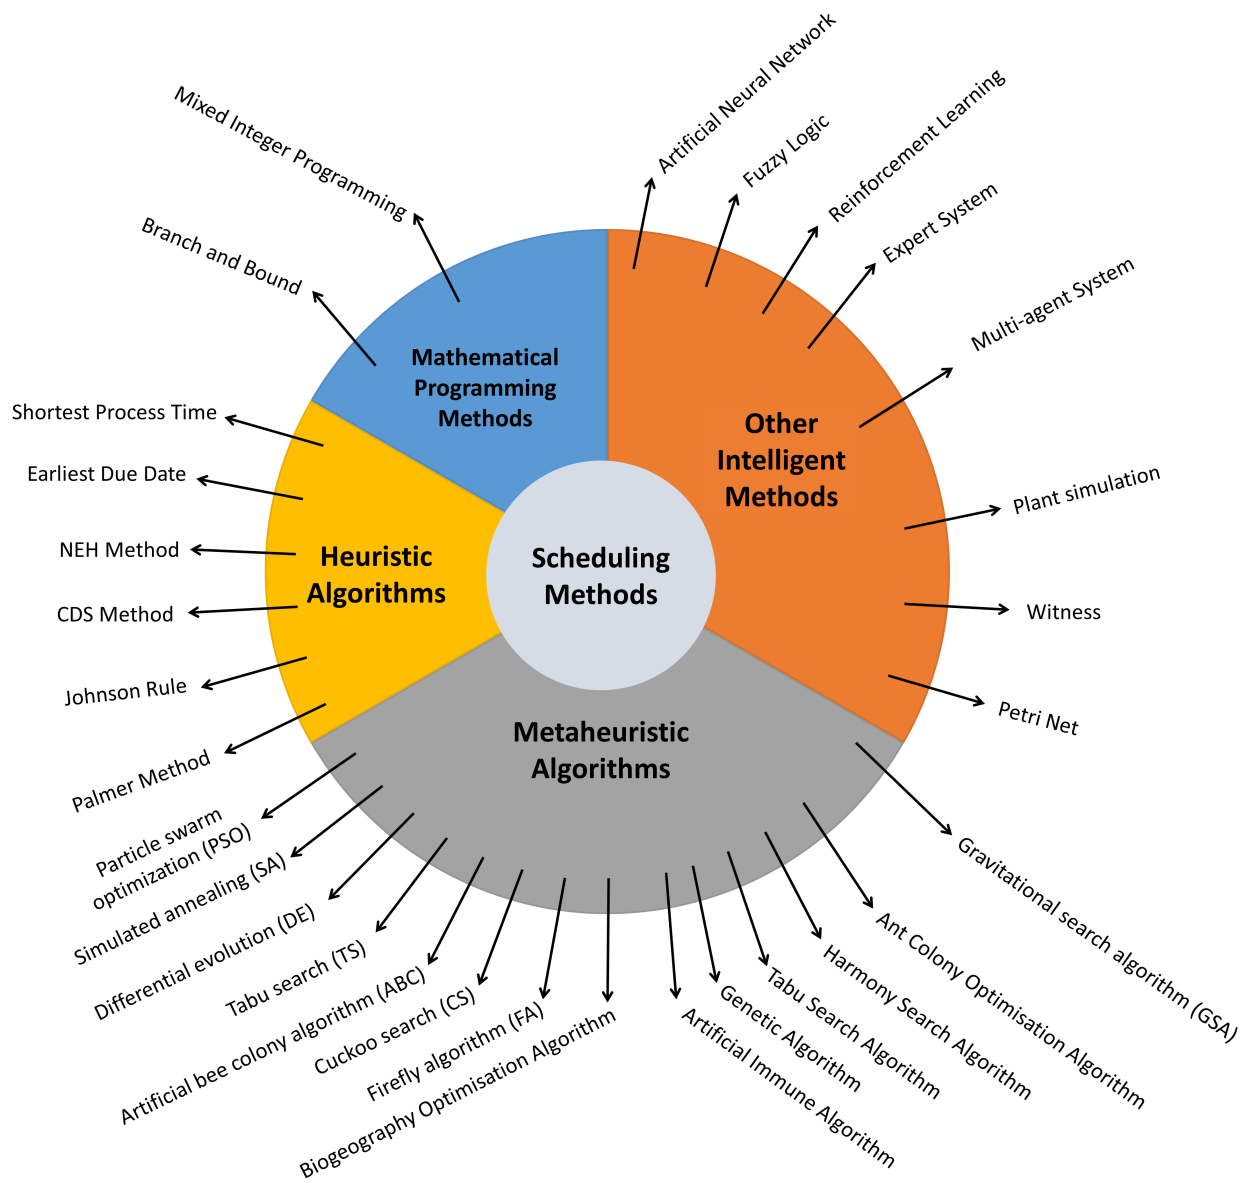 Scheduling
Methods
Mathematical
Programming
Methods
Mixed Integer Programming
Branch and Bound
Other
Intelligent
Methods
Artificial Neural Network
Fuzzy Logic
Reinforcement Learning
Expert System
Multi-agent System
Plant simulation
Witness
Petri Net
Heuristic
Algorithms
Shortest Process Time
Earliest Due Date
NEH Method
CDS Method
Johnson Rule
Palmer Method
Metaheuristic
Algorithms
Particle swarm
optimization (PSO)
Simulated annealing (SA)
Differential evolution (DE)
Tabu search (TS)
Artificial bee colony algorithm (ABC)
Cuckoo search (CS)
Firefly algorithm (FA)
Biogeography Optimisation Algorithm
Artificial Immune Algorithm
Genetic Algorithm
Tabu Search Algorithm
Harmony Search Algorithm
Ant Colony Optimisation Algorithm
Gravitational search algorithm (GSA)